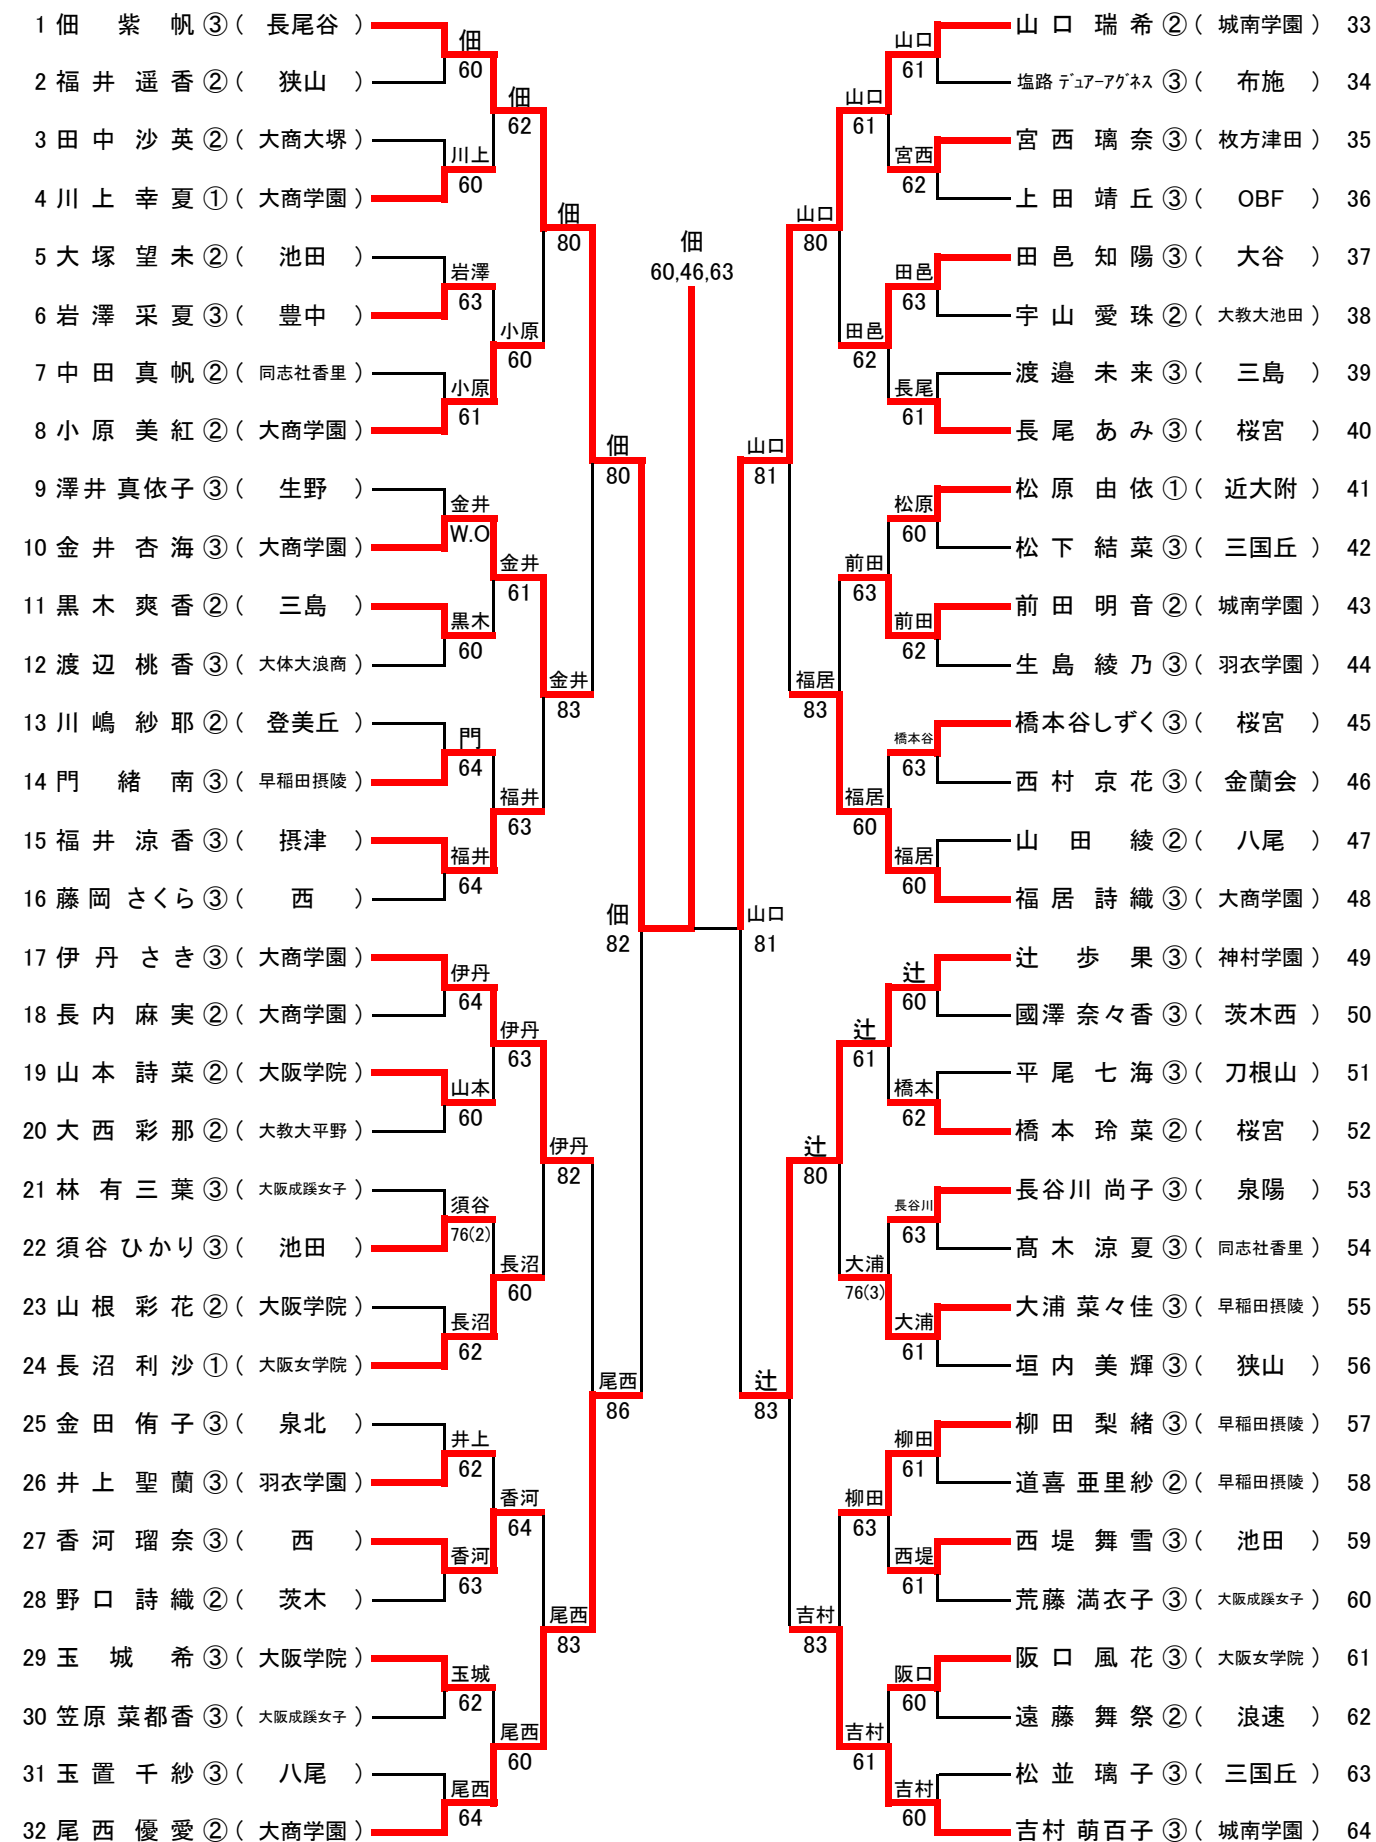 1 佃 紫 帆 ③ ( 長尾谷 )
2 福 井 遥 香 ② ( 狭山 )
3 田 中 沙 英 ② ( 大商大堺 )
4 川 上 幸 夏 ① ( 大商学園 )
5 大 塚 望 未 ② ( 池田 )
6 岩 澤 采 夏 ③ ( 豊中 )
7 中 田 真 帆 ② ( 同志社香里 )
8 小 原 美 紅 ② ( 大商学園 )
9 澤井 真依子 ③ ( 生野 )
10 金 井 杏 海 ③ ( 大商学園 )
11 黒 木 爽 香 ② ( 三島 )
12 渡 辺 桃 香 ③ ( 大体大浪商 )
13 川 嶋 紗 耶 ② ( 登美丘 )
14 門 緒 南 ③ ( 早稲田摂陵 )
15 福 井 涼 香 ③ ( 摂津 )
16 藤 岡 さくら ③ ( 西 )
17 伊 丹 さ き ③ ( 大商学園 )
18 長 内 麻 実 ② ( 大商学園 )
19 山 本 詩 菜 ② ( 大阪学院 )
20 大 西 彩 那 ② ( 大教大平野 )
21 林 有 三 葉 ③ ( 大阪成蹊女子 )
22 須谷 ひかり ③ ( 池田 )
23 山 根 彩 花 ② ( 大阪学院 )
24 長 沼 利 沙 ① ( 大阪女学院 )
25 金 田 侑 子 ③ ( 泉北 )
26 井 上 聖 蘭 ③ ( 羽衣学園 )
27 香 河 瑠 奈 ③ ( 西 )
28 野 口 詩 織 ② ( 茨木 )
29 玉 城 希 ③ ( 大阪学院 )
30 笠原 菜都香 ③ ( 大阪成蹊女子 )
31 玉 置 千 紗 ③ ( 八尾 )
32 尾 西 優 愛 ② ( 大商学園 )
佃
60
川上
60
岩澤
63
小原
61
金井
W.O
黒木
60
門
64
福井
64
伊丹
64
山本
60
須谷
76(2)
長沼
62
井上
62
香河
63
玉城
62
尾西
64
佃
62
小原
60
金井
61
福井
63
伊丹
63
長沼
60
香河
64
尾西
60
佃
80
金井
83
伊丹
82
尾西
83
佃
80
尾西
86
佃
82
佃
60,46,63
山口
81
山口
81
辻
83
山口
80
福居
83
辻
80
吉村
83
山口
61
田邑
62
前田
63
福居
60
辻
61
大浦
76(3)
柳田
63
吉村
61
山口
61
宮西
62
田邑
63
長尾
61
松原
60
前田
62
橋本谷
63
福居
60
辻
60
橋本
62
長谷川
63
大浦
61
柳田
61
西堤
61
阪口
60
吉村
60
山 口 瑞 希 ② ( 城南学園 ) 33
塩路 デュアーアグネス ③ ( 布施 ) 34
宮 西 璃 奈 ③ ( 枚方津田 ) 35
上 田 靖 丘 ③ ( OBF ) 36
田 邑 知 陽 ③ ( 大谷 ) 37
宇 山 愛 珠 ② ( 大教大池田 ) 38
渡 邉 未 来 ③ ( 三島 ) 39
長 尾 あ み ③ ( 桜宮 ) 40
松 原 由 依 ① ( 近大附 ) 41
松 下 結 菜 ③ ( 三国丘 ) 42
前 田 明 音 ② ( 城南学園 ) 43
生 島 綾 乃 ③ ( 羽衣学園 ) 44
橋本谷しずく ③ ( 桜宮 ) 45
西 村 京 花 ③ ( 金蘭会 ) 46
山 田 綾 ② ( 八尾 ) 47
福 居 詩 織 ③ ( 大商学園 ) 48
辻 歩 果 ③ ( 神村学園 ) 49
國澤 奈々香 ③ ( 茨木西 ) 50
平 尾 七 海 ③ ( 刀根山 ) 51
橋 本 玲 菜 ② ( 桜宮 ) 52
長谷川 尚子 ③ ( 泉陽 ) 53
髙 木 涼 夏 ③ ( 同志社香里 ) 54
大浦 菜々佳 ③ ( 早稲田摂陵 ) 55
垣 内 美 輝 ③ ( 狭山 ) 56
柳 田 梨 緒 ③ ( 早稲田摂陵 ) 57
道喜 亜里紗 ② ( 早稲田摂陵 ) 58
西 堤 舞 雪 ③ ( 池田 ) 59
荒藤 満衣子 ③ ( 大阪成蹊女子 ) 60
阪 口 風 花 ③ ( 大阪女学院 ) 61
遠 藤 舞 祭 ② ( 浪速 ) 62
松 並 璃 子 ③ ( 三国丘 ) 63
吉村 萌百子 ③ ( 城南学園 ) 64